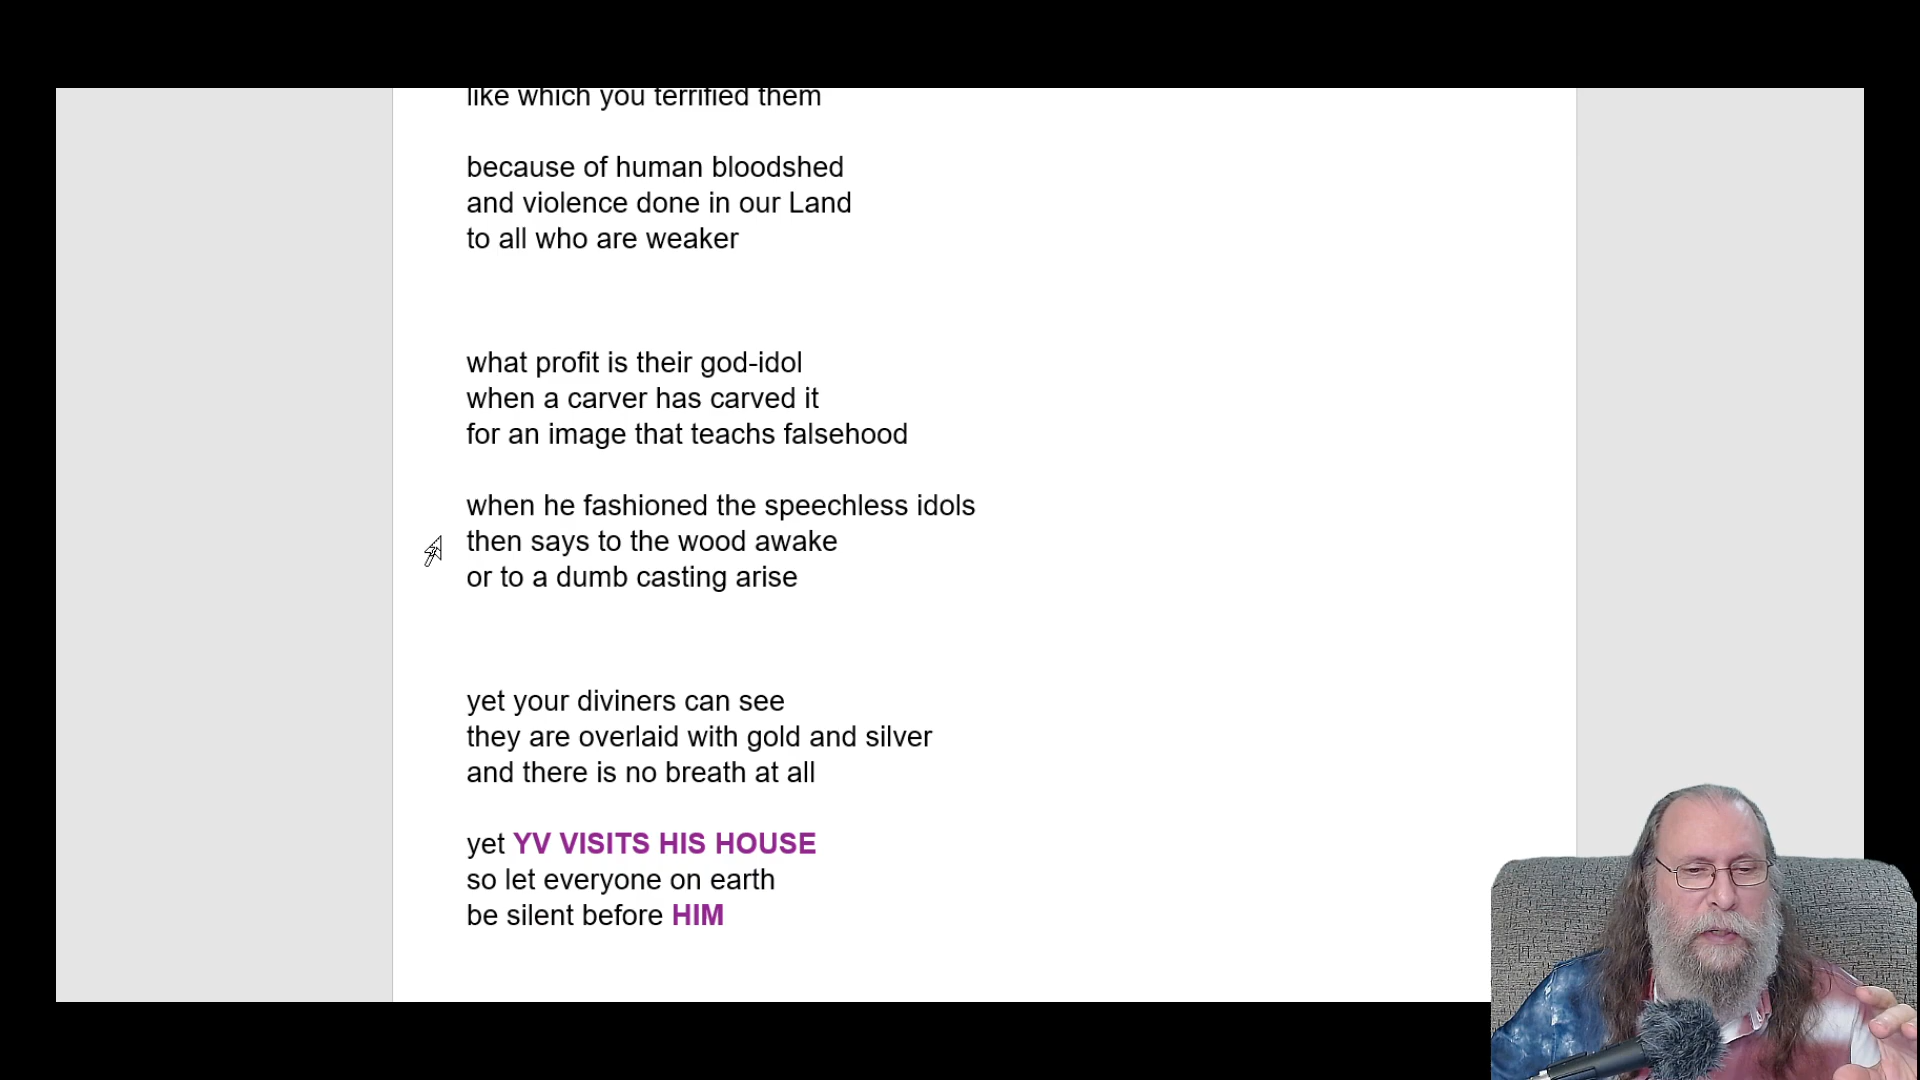 like which you terrified them
because of human bloodshed
and violence done in our Land
to all who are weaker
what profit is their god-idol
when a carver has carved it
for an image that teachs falsehood
when he fashioned the speechless idols
then says to the wood awake
or to a dumb casting arise
yet your diviners can see
they are overlaid with gold and silver
and there is no breath at all
yet YV VISITS HIS HOUSE
so let everyone on earth
be silent before HIM